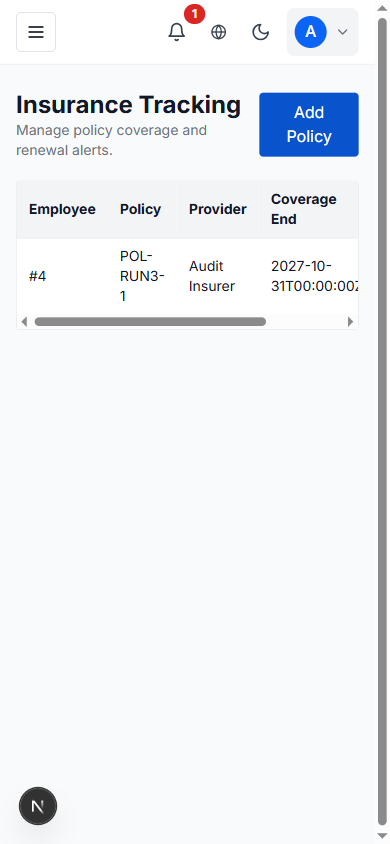 1
A
Insurance Tracking
Manage policy coverage and
renewal alerts.
Add
Policy
Employee Policy Provider Coverage
End
#4 POL-
RUN3-
1 Audit
Insurer 2027-10-
31T00:00:00Z
N